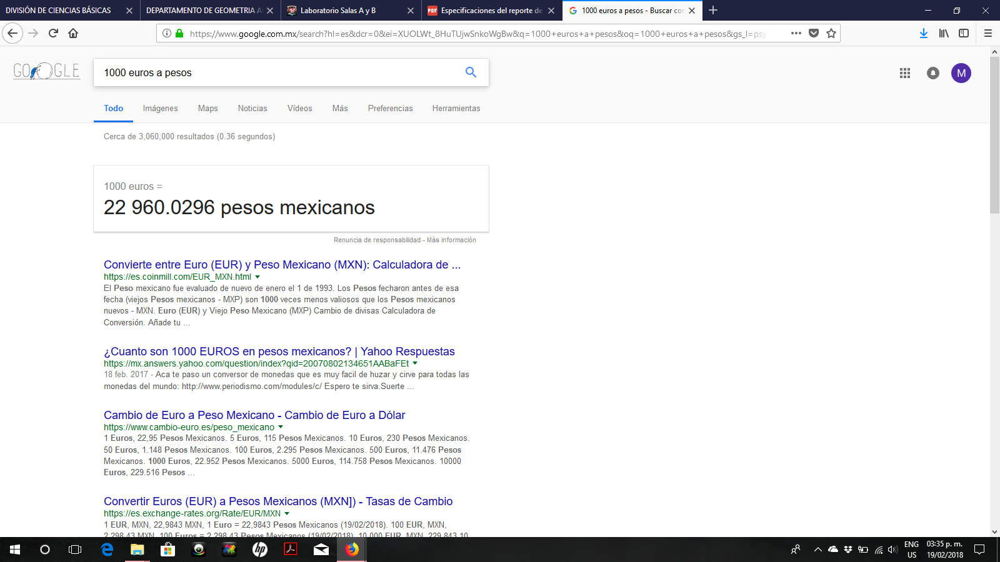 DIVISIÓN DE CIENCIAS BÁSICAS
DEPARTAMENTO DE GEOMETRIA A
Laboratorio Salas A y B
PDF Especificaciones del reporte de
1000 euros a pesos - Buscar co
https://www.google.com.mx/search?hl=es&dcr=0&ei=XUOLWt_8HuTUjwSnkoWgBw&q=1000+euros+a+pesos&oq=1000+euros+a+pesos&gs_l=psy
GOOGLE
1000 euros a pesos
M
Todo
Imágenes
Maps
Noticias
Vídeos
Más
Preferencias
Herramientas
Cerca de 3,060,000 resultados (0.36 segundos)
1000 euros =
22 960.0296 pesos mexicanos
Renuncia de responsabilidad - Más información
Convierte entre Euro (EUR) y Peso Mexicano (MXN): Calculadora de ...
https://es.coinmill.com/EUR_MXN.html
El Peso mexicano fue evaluado de nuevo de enero el 1 de 1993. Los Pesos fecharon antes de esa
fecha (viejos Pesos mexicanos - MXP) son 1000 veces menos valiosos que los Pesos mexicanos
nuevos - MXN. Euro (EUR) y Viejo Peso Mexicano (MXP) Cambio de divisas Calculadora de
Conversión. Añade tu ...
¿Cuanto son 1000 EUROS en pesos mexicanos? | Yahoo Respuestas
https://mx.answers.yahoo.com/question/index?qid=20070802134651AABaFEt
18 feb. 2017 - Aca te paso un conversor de monedas que es muy facil de huzar y cirve para todas las
monedas del mundo: http://www.periodismo.com/modules/c/ Espero te sirva.Suerte ...
Cambio de Euro a Peso Mexicano - Cambio de Euro a Dólar
https://www.cambio-euro.es/peso_mexicano
1 Euros, 22,95 Pesos Mexicanos. 5 Euros, 115 Pesos Mexicanos. 10 Euros, 230 Pesos Mexicanos.
50 Euros, 1.148 Pesos Mexicanos. 100 Euros, 2.295 Pesos Mexicanos. 500 Euros, 11.476 Pesos
Mexicanos. 1000 Euros, 22.952 Pesos Mexicanos. 5000 Euros, 114.758 Pesos Mexicanos. 10000
Euros, 229.516 Pesos ...
Convertir Euros (EUR) a Pesos Mexicanos (MXN]) - Tasas de Cambio
https://es.exchange-rates.org/Rate/EUR/MXN
1 EUR, MXN, 22,9843 MXN, 1 Euro = 22,9843 Pesos Mexicanos (19/02/2018). 100 EUR, MXN,
2.298,43 MXN, 100 Euros = 2.298,43 Pesos Mexicanos (19/02/2018). 10.000 EUR, MXN, 229.843,10
hp
ENG
US
03:35 p. m.
19/02/2018